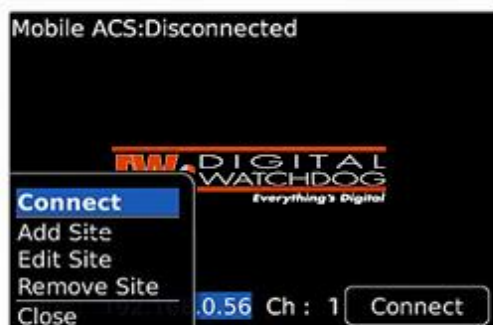 Mobile ACS:Disconnected
DIGITAL
WATCHDOG
Everything's Digital
Connect
Add Site
Edit Site
Remove Site
Close
.0.56 Ch : 1 Connect